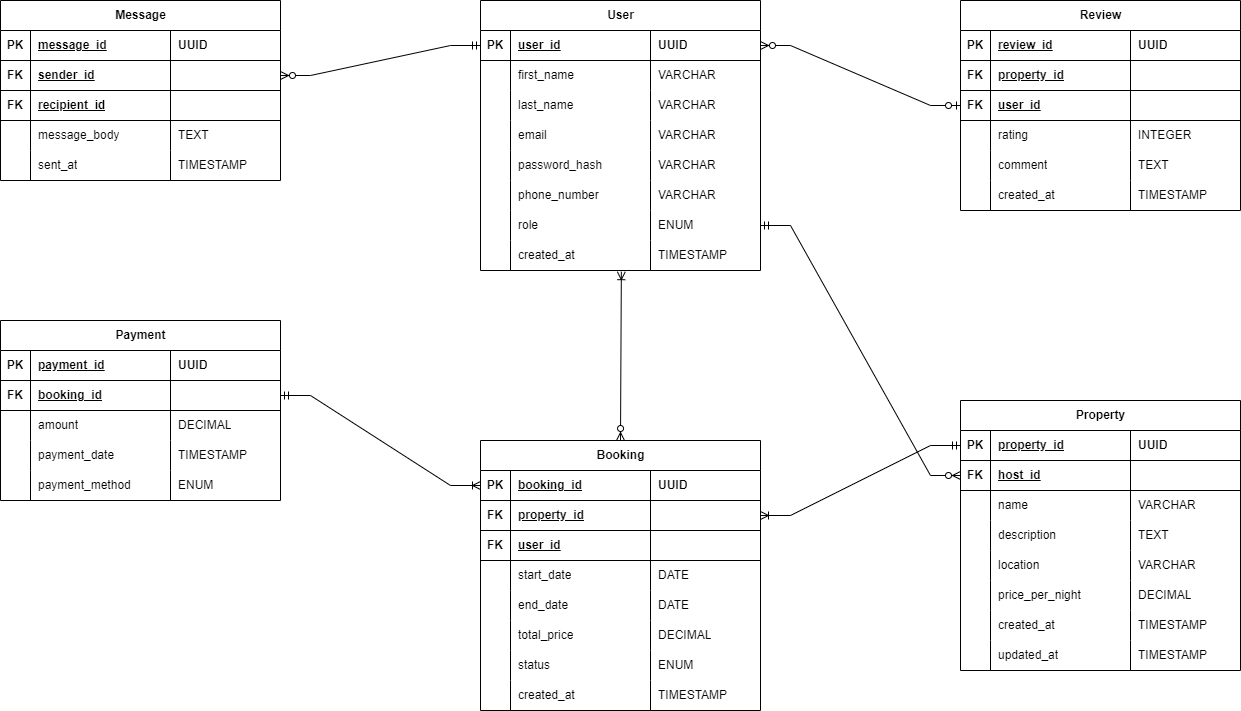 Message
PK message_id UUID
FK sender_id
FK recipient_id
message_body TEXT
sent_at TIMESTAMP
User
PK user_id UUID
first_name VARCHAR
last_name VARCHAR
email VARCHAR
password_hash VARCHAR
phone_number VARCHAR
role ENUM
created_at TIMESTAMP
Review
PK review_id UUID
FK property_id
FK user_id
rating INTEGER
comment TEXT
created_at TIMESTAMP
Payment
PK payment_id UUID
FK booking_id
amount DECIMAL
payment_date TIMESTAMP
payment_method ENUM
Booking
PK booking_id UUID
FK property_id
FK user_id
start_date DATE
end_date DATE
total_price DECIMAL
status ENUM
created_at TIMESTAMP
Property
PK property_id UUID
FK host_id
name VARCHAR
description TEXT
location VARCHAR
price_per_night DECIMAL
created_at TIMESTAMP
updated_at TIMESTAMP